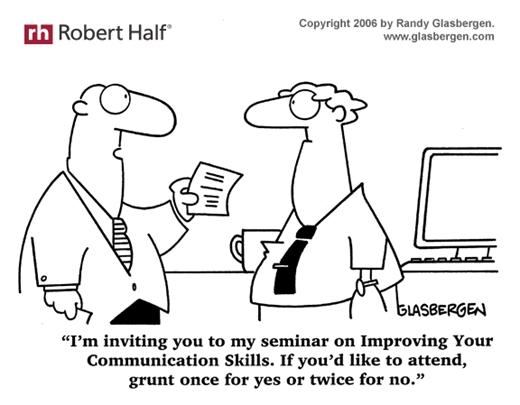 rh Robert Half®
Copyright 2006 by Randy Glasbergen.
www.glasbergen.com
GLASBERGEN
“I’m inviting you to my seminar on Improving Your
Communication Skills. If you’d like to attend,
grunt once for yes or twice for no.”